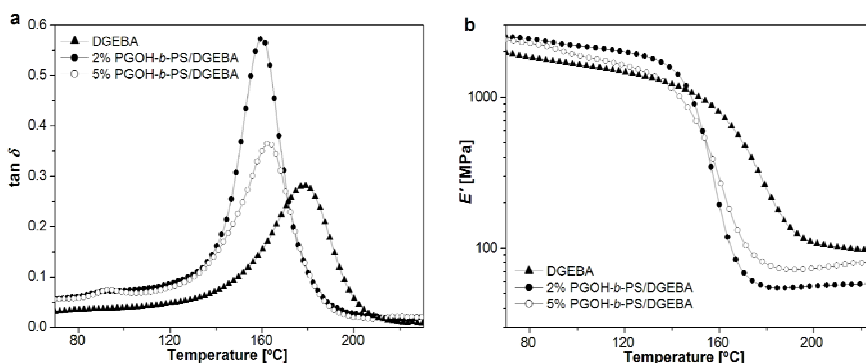 a
0.6
0.5
0.4
0.3
0.2
0.1
0.0
tan δ
DGEBA
2% PGOH-b-PS/DGEBA
5% PGOH-b-PS/DGEBA
80
120
160
200
Temperature [ºC]
b
1000
100
E' [MPa]
DGEBA
2% PGOH-b-PS/DGEBA
5% PGOH-b-PS/DGEBA
80
120
160
200
Temperature [ºC]